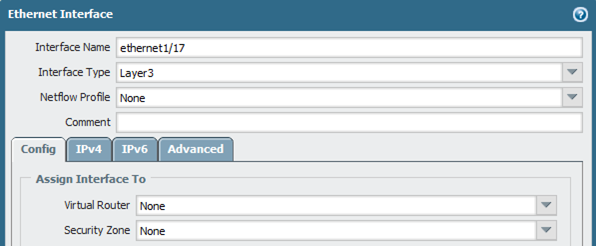 Ethernet Interface
Interface Name ethernet1/17
Interface Type Layer3
Netflow Profile None
Comment
Config IPv4 IPv6 Advanced
Assign Interface To
Virtual Router None
Security Zone None